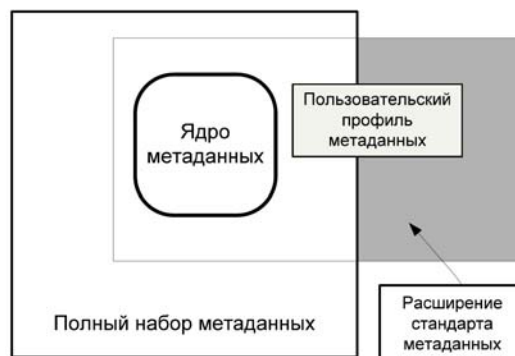 Ядро
метаданных
Пользовательский
профиль
метаданных
Полный набор метаданных
Расширение
стандарта
метаданных